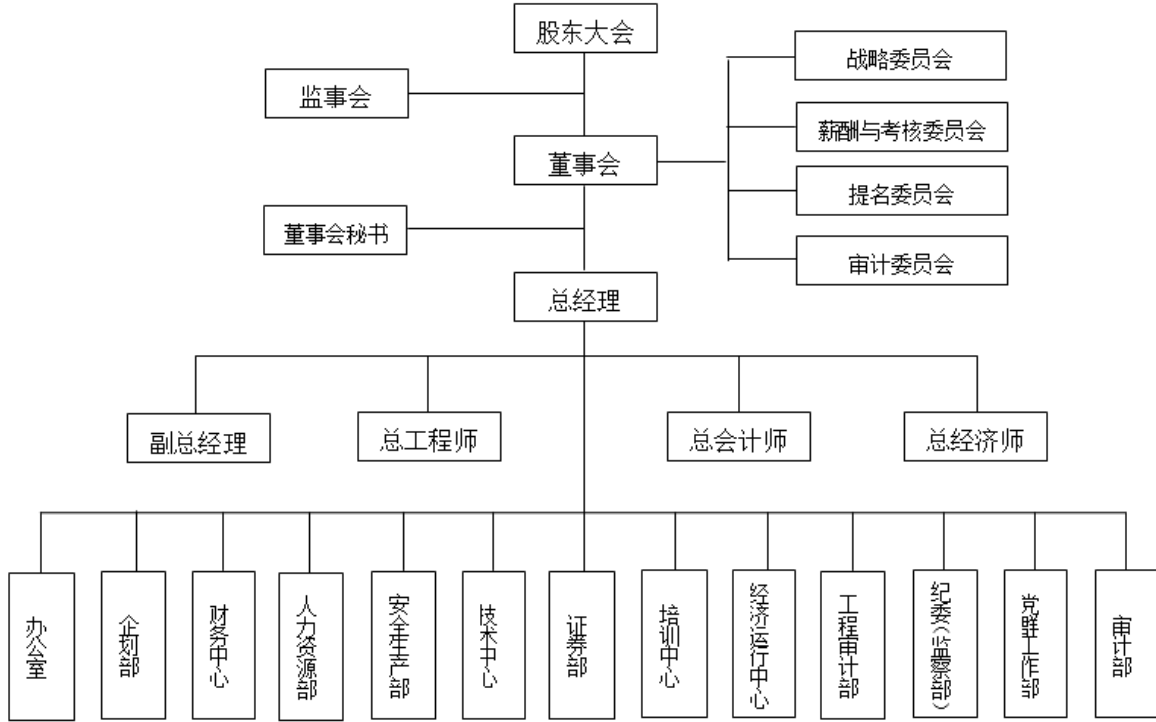 股东大会
战略委员会
监事会
薪酬与考核委员会
董事会
提名委员会
董事会秘书
审计委员会
总经理
副总经理
总工程师
总会计师
总经济师
办公室
企划部
财务中心
人力资源部
安全生产部
技术中心
证券部
培训中心
经济运行中心
工程审计部
纪委(监察部)
党群工作部
审计部